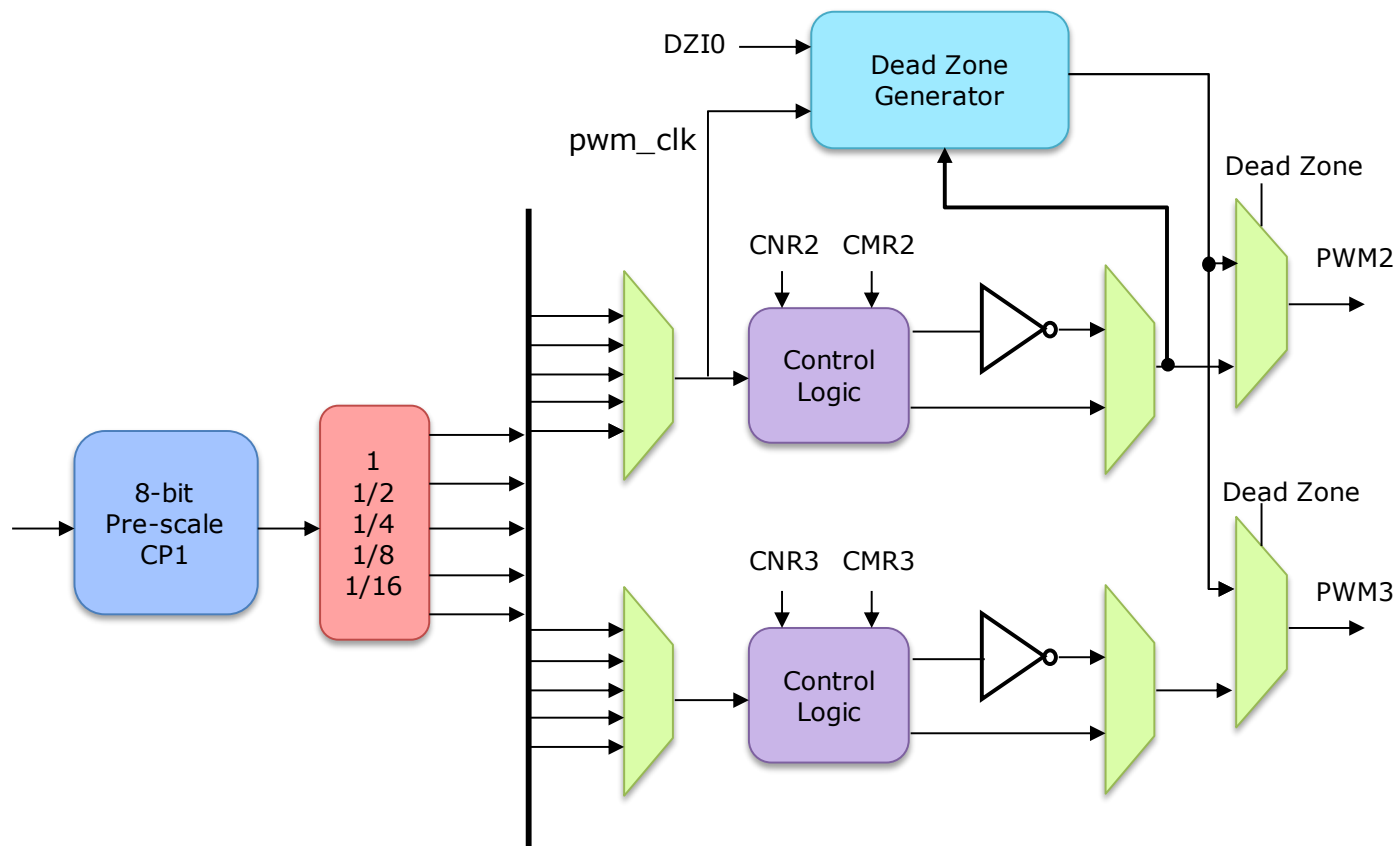 DZI0
Dead Zone
Generator
pwm_clk
Dead Zone
CNR2
CMR2
PWM2
Control
Logic
8-bit
Pre-scale
CP1
1
1/2
1/4
1/8
1/16
Dead Zone
CNR3
CMR3
PWM3
Control
Logic